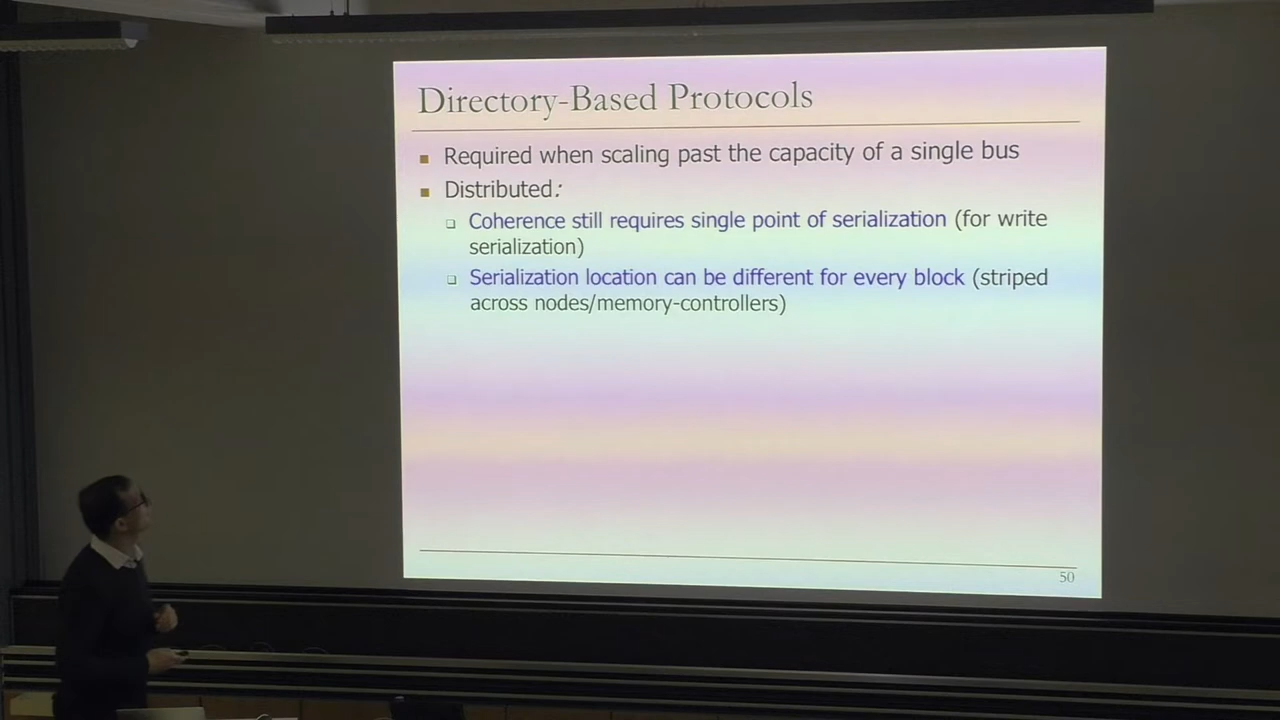 Directory-Based Protocols
Required when scaling past the capacity of a single bus
Distributed:
Coherence still requires single point of serialization (for write
serialization)
Serialization location can be different for every block (striped
across nodes/memory-controllers)
50